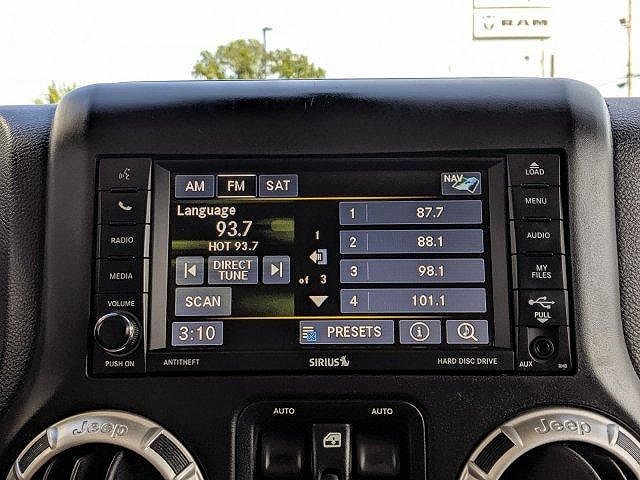 RAM
AM FM SAT NAV
LOAD
MENU
RADIO
AUDIO
MEDIA
MY FILES
VOLUME
PUSH ON
PULL
AUX
Language
93.7
HOT 93.7
DIRECT TUNE
SCAN
1 of 3
1 87.7
2 88.1
3 98.1
4 101.1
3:10 PRESETS
ANTITHEFT SIRIUS HARD DISC DRIVE
AUTO AUTO
Jeep Jeep